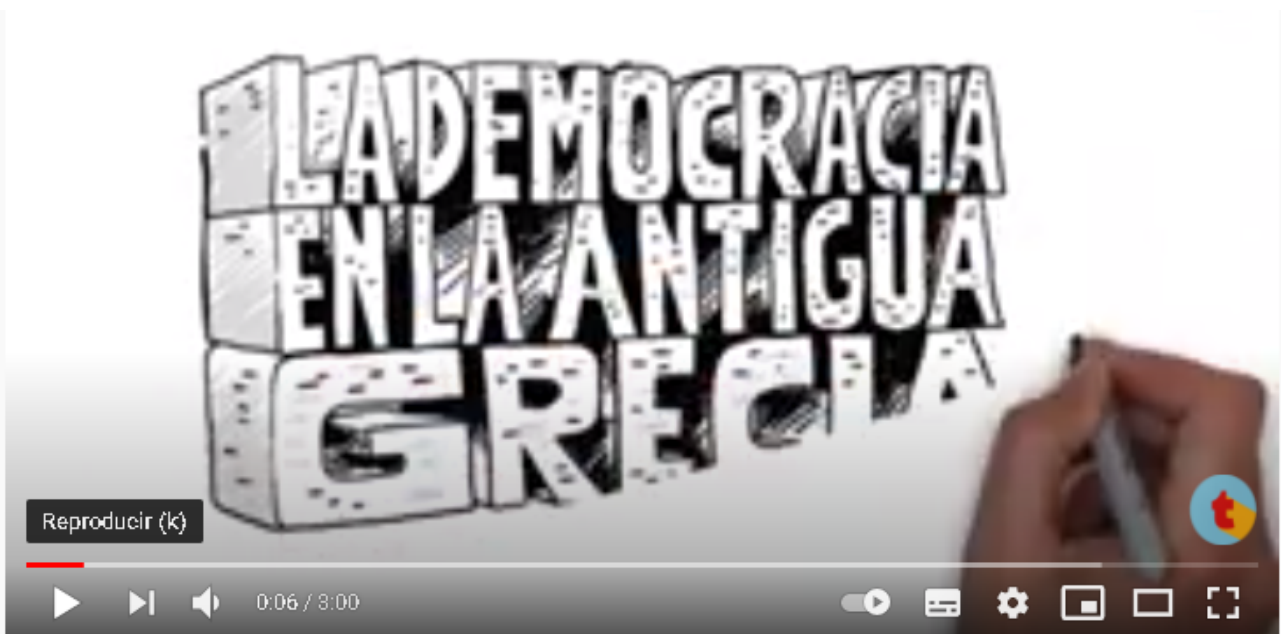 LA DEMOCRACIA
EN LA ANTIGUA
GRECIA
Reproducir (k)
t
0:06 / 3:00